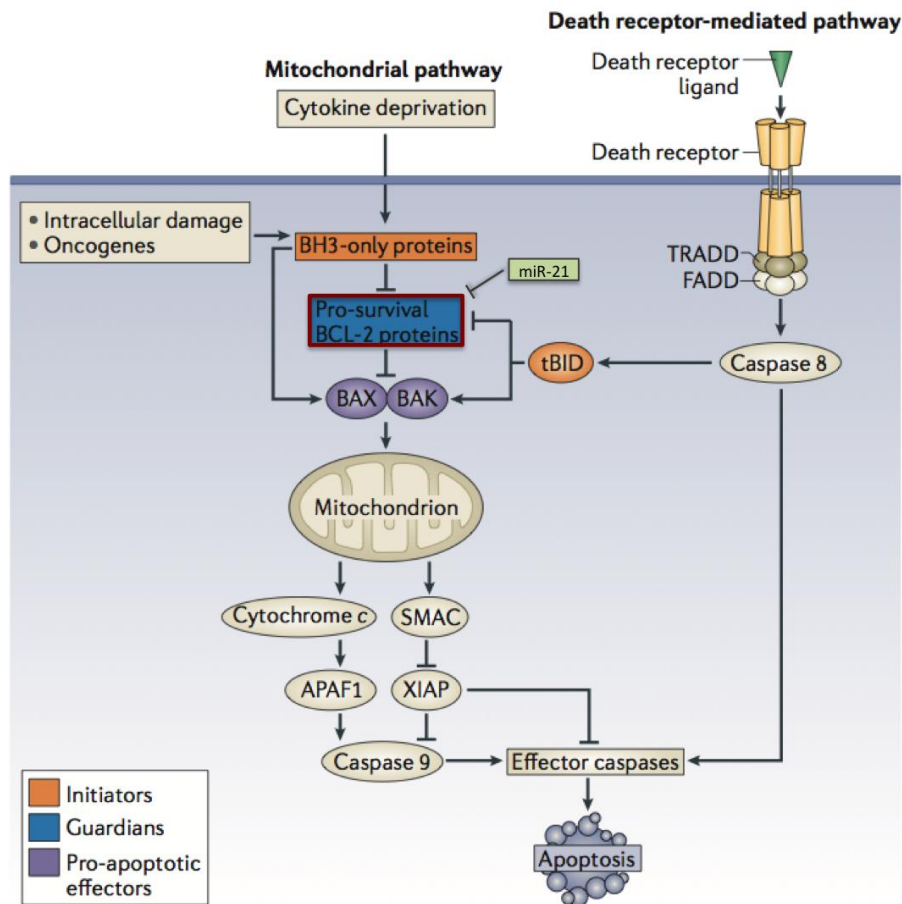 Death receptor-mediated pathway
Death receptor
ligand
Mitochondrial pathway
Cytokine deprivation
Death receptor
• Intracellular damage
• Oncogenes
BH3-only proteins
TRADD
FADD
miR-21
Pro-survival
BCL-2 proteins
tBID
Caspase 8
BAX
BAK
Mitochondrion
Cytochrome c
SMAC
APAF1
XIAP
Caspase 9
Effector caspases
Initiators
Guardians
Pro-apoptotic
effectors
Apoptosis